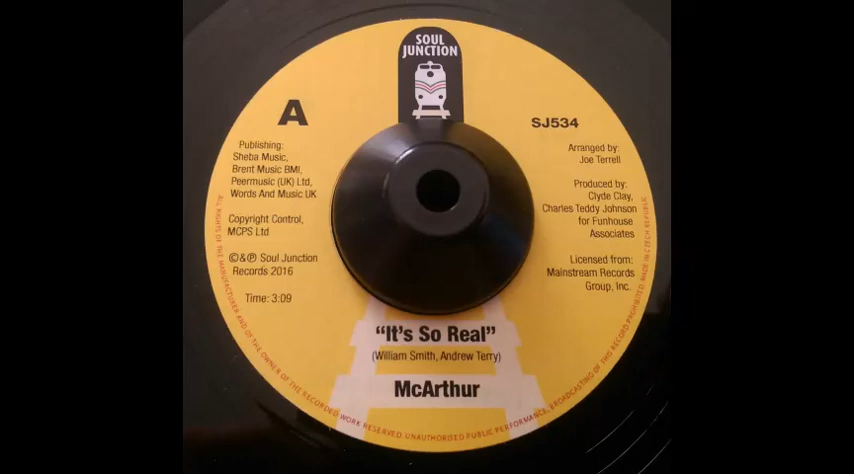 SOUL
JUNCTION
A
SJ534
Publishing:
Sheba Music,
Brent Music BMI,
Peermusic (UK) Ltd,
Words And Music UK
Copyright Control,
MCPS Ltd
©&℗ Soul Junction
Records 2016
Time: 3:09
Arranged by:
Joe Terrell
Produced by:
Clyde Clay,
Charles Teddy Johnson
for Funhouse
Associates
Licensed from:
Mainstream Records
Group, Inc.
“It’s So Real”
(William Smith, Andrew Terry)
McArthur
ALL RIGHTS OF THE MANUFACTURER AND OF THE OWNER OF THE RECORDED WORK RESERVED. UNAUTHORISED PUBLIC PERFORMANCE, BROADCASTING OF THIS RECORD PROHIBITED. MADE IN CZECH REPUBLIC